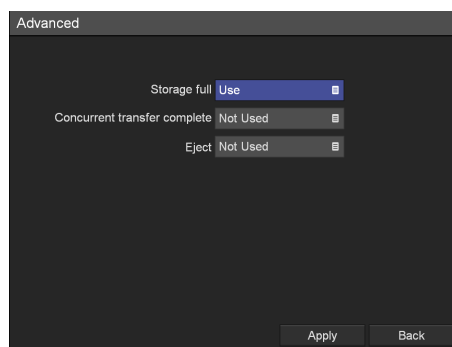 Advanced
Storage full Use
Concurrent transfer complete Not Used
Eject Not Used
Apply Back